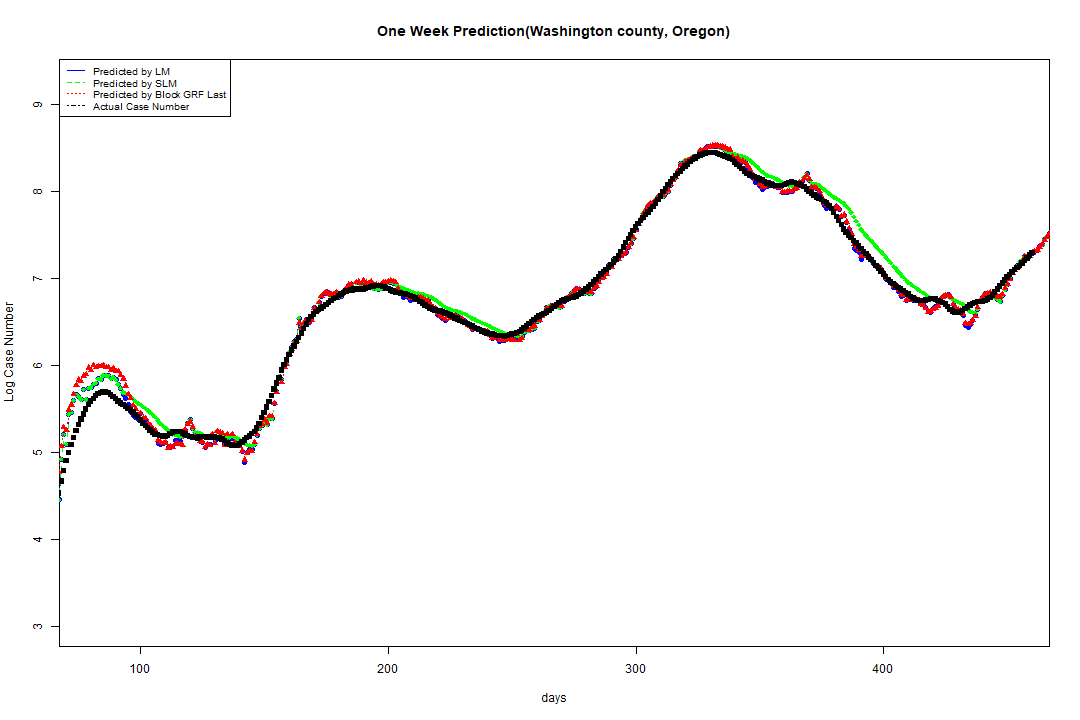 One Week Prediction(Washington county, Oregon)
Predicted by LM
Predicted by SLM
Predicted by Block GRF Last
Actual Case Number
9
8
7
6
5
4
3
Log Case Number
100 200 300 400
days